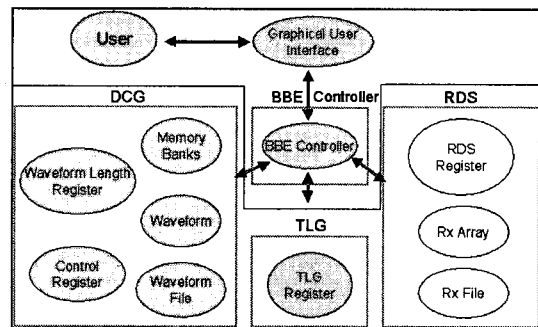 User
Graphical User
Interface
DCG
BBE Controller
RDS
Memory
Banks
BBE Controller
RDS
Register
Waveform Length
Register
Waveform
TLG
Rx Array
Control
Register
Waveform
File
TLG
Register
Rx File